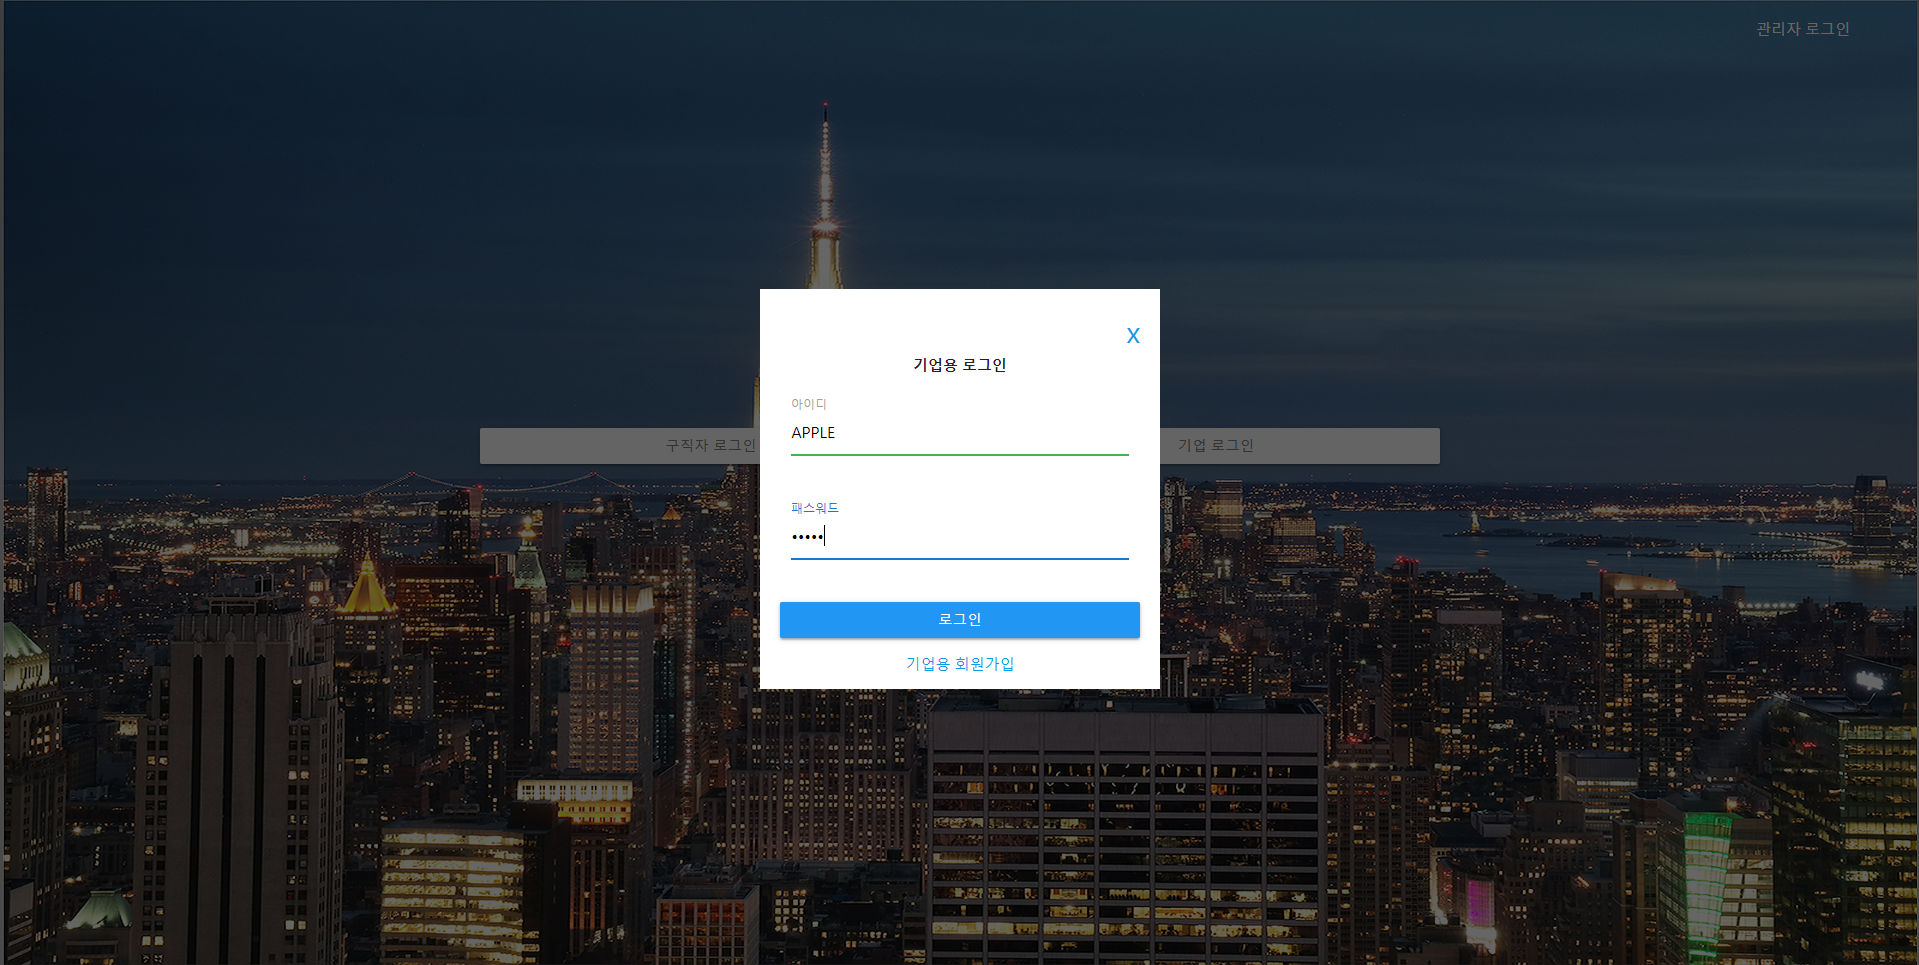 관리자 로그인
X
기업용 로그인
아이디
APPLE
구직자 로그인
기업 로그인
패스워드
•••••
로그인
기업용 회원가입